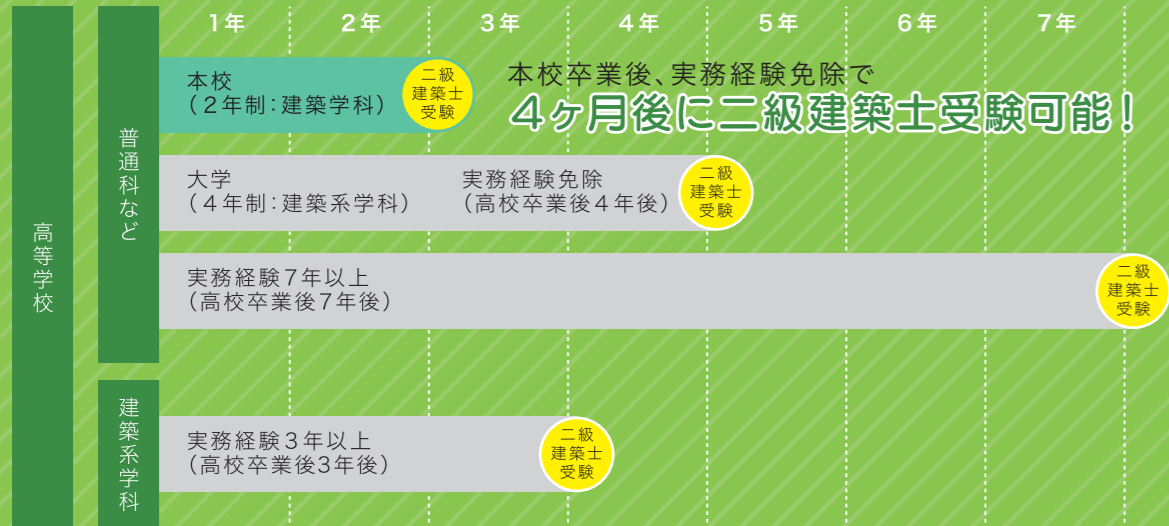 1年 2年 3年 4年 5年 6年 7年
高等学校
普通科など
本校
（2年制：建築学科）
二級
建築士
受験
本校卒業後、実務経験免除で
4ヶ月後に二級建築士受験可能！
大学
（4年制：建築系学科）
実務経験免除
（高校卒業後4年後）
二級
建築士
受験
実務経験7年以上
（高校卒業後7年後）
二級
建築士
受験
建築系学科
実務経験3年以上
（高校卒業後3年後）
二級
建築士
受験